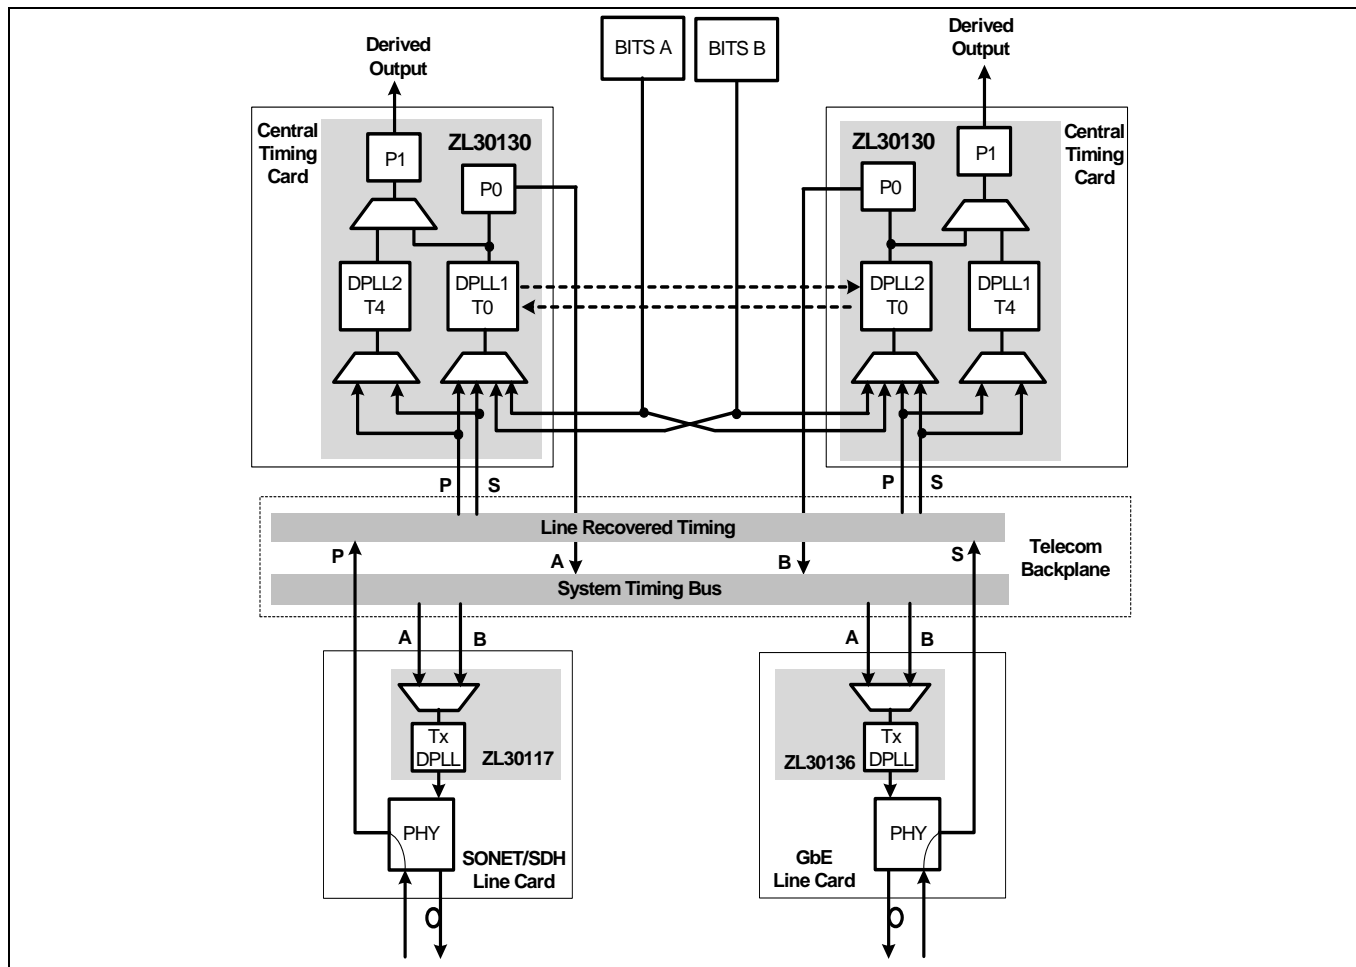 Derived
Output
BITS A
BITS B
Derived
Output
Central
Timing
Card
ZL30130
P1
P0
DPLL2
T4
DPLL1
T0
ZL30130
P0
P1
Central
Timing
Card
DPLL2
T0
DPLL1
T4
P
S
P
S
Line Recovered Timing
P
A
B
S
System Timing Bus
Telecom
Backplane
A
B
A
B
Tx
DPLL
ZL30117
PHY
SONET/SDH
Line Card
Tx
DPLL
ZL30136
PHY
GbE
Line Card